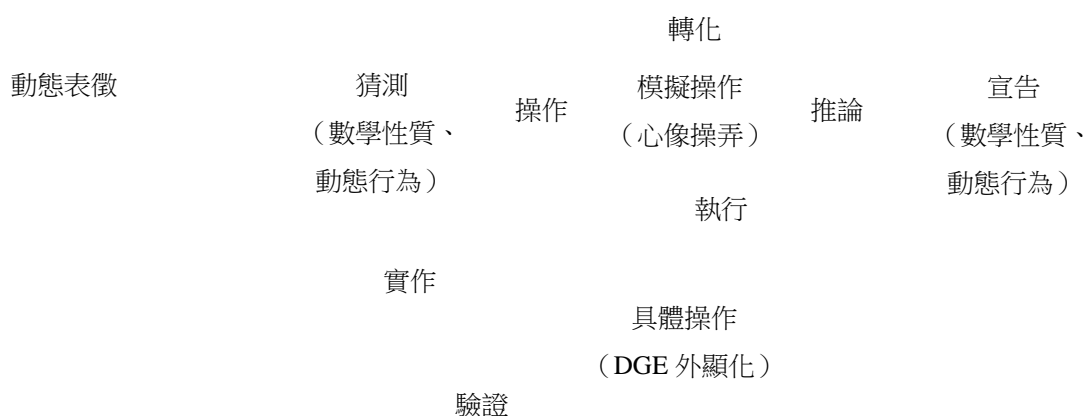 轉化
動態表徵
猜測
(數學性質、
動態行為)
操作
模擬操作
(心像操弄)
推論
宣告
(數學性質、
動態行為)
執行
實作
具體操作
(DGE 外顯化)
驗證